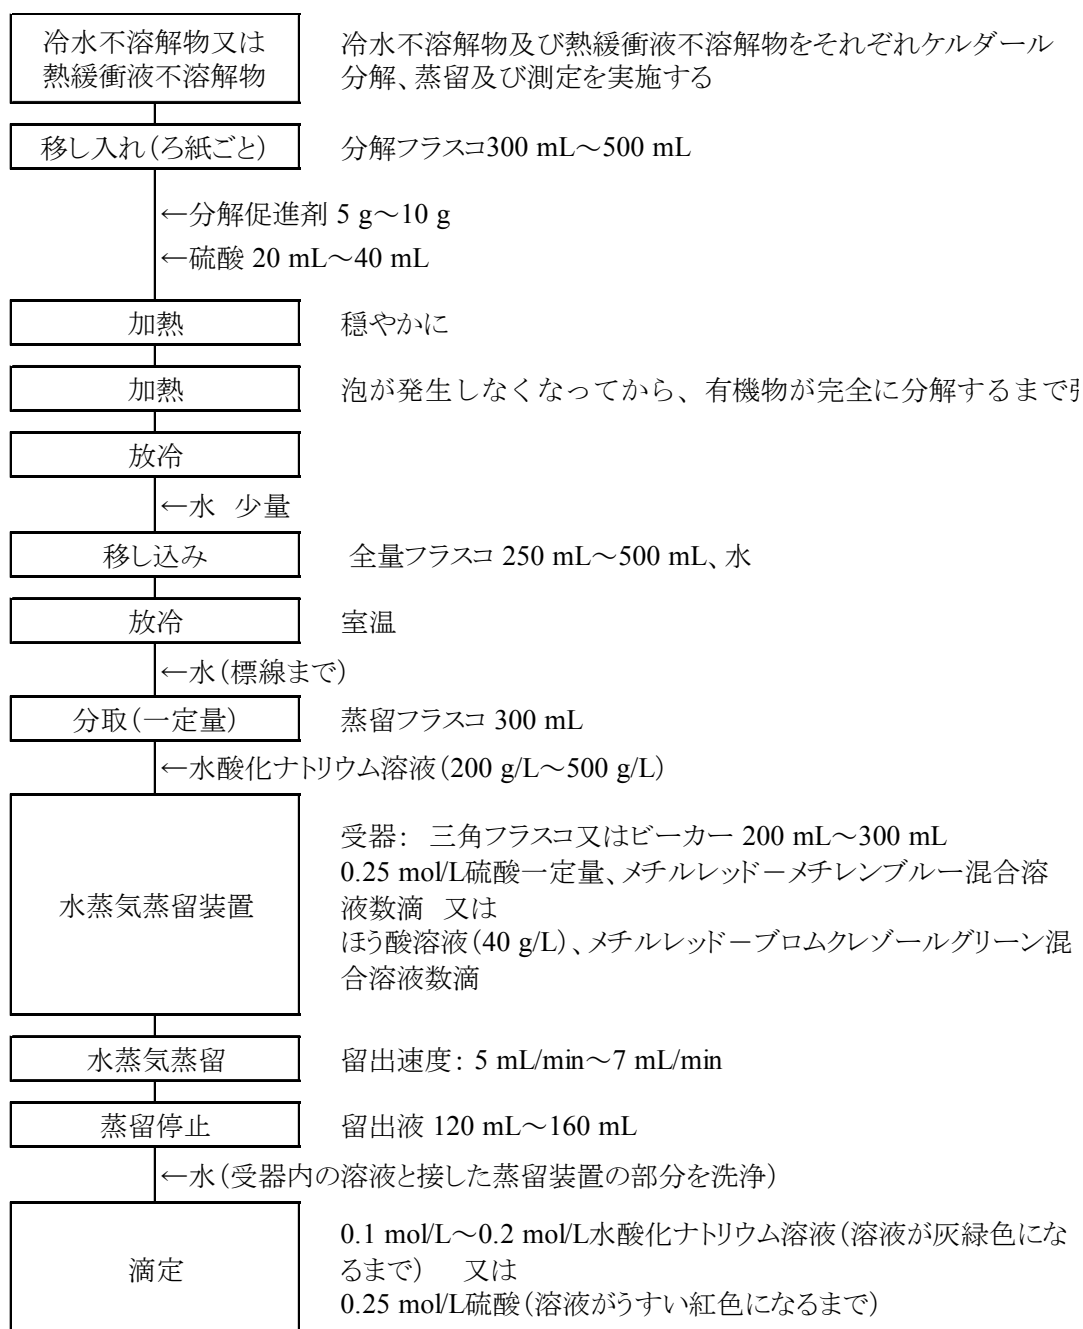 冷水不溶解物又は
熱緩衝液不溶解物
冷水不溶解物及び熱緩衝液不溶解物をそれぞれケルダール
分解、蒸留及び測定を実施する
移し入れ(ろ紙ごと)
分解フラスコ300 mL～500 mL
←分解促進剤 5 g～10 g
←硫酸 20 mL～40 mL
加熱
穏やかに
加熱
泡が発生しなくなってから、有機物が完全に分解するまで
放冷
←水 少量
移し込み
全量フラスコ 250 mL～500 mL、水
放冷
室温
←水(標線まで)
分取(一定量)
蒸留フラスコ 300 mL
←水酸化ナトリウム溶液(200 g/L～500 g/L)
水蒸気蒸留装置
受器: 三角フラスコ又はビーカー 200 mL～300 mL
0.25 mol/L硫酸一定量、メチルレッド－メチレンブルー混合溶
液数滴 又は
ほう酸溶液(40 g/L)、メチルレッド－ブロムクレゾールグリーン混
合溶液数滴
水蒸気蒸留
留出速度: 5 mL/min～7 mL/min
蒸留停止
留出液 120 mL～160 mL
←水(受器内の溶液と接した蒸留装置の部分を洗浄)
滴定
0.1 mol/L～0.2 mol/L水酸化ナトリウム溶液(溶液が灰緑色にな
るまで) 又は
0.25 mol/L硫酸(溶液がうすい紅色になるまで)